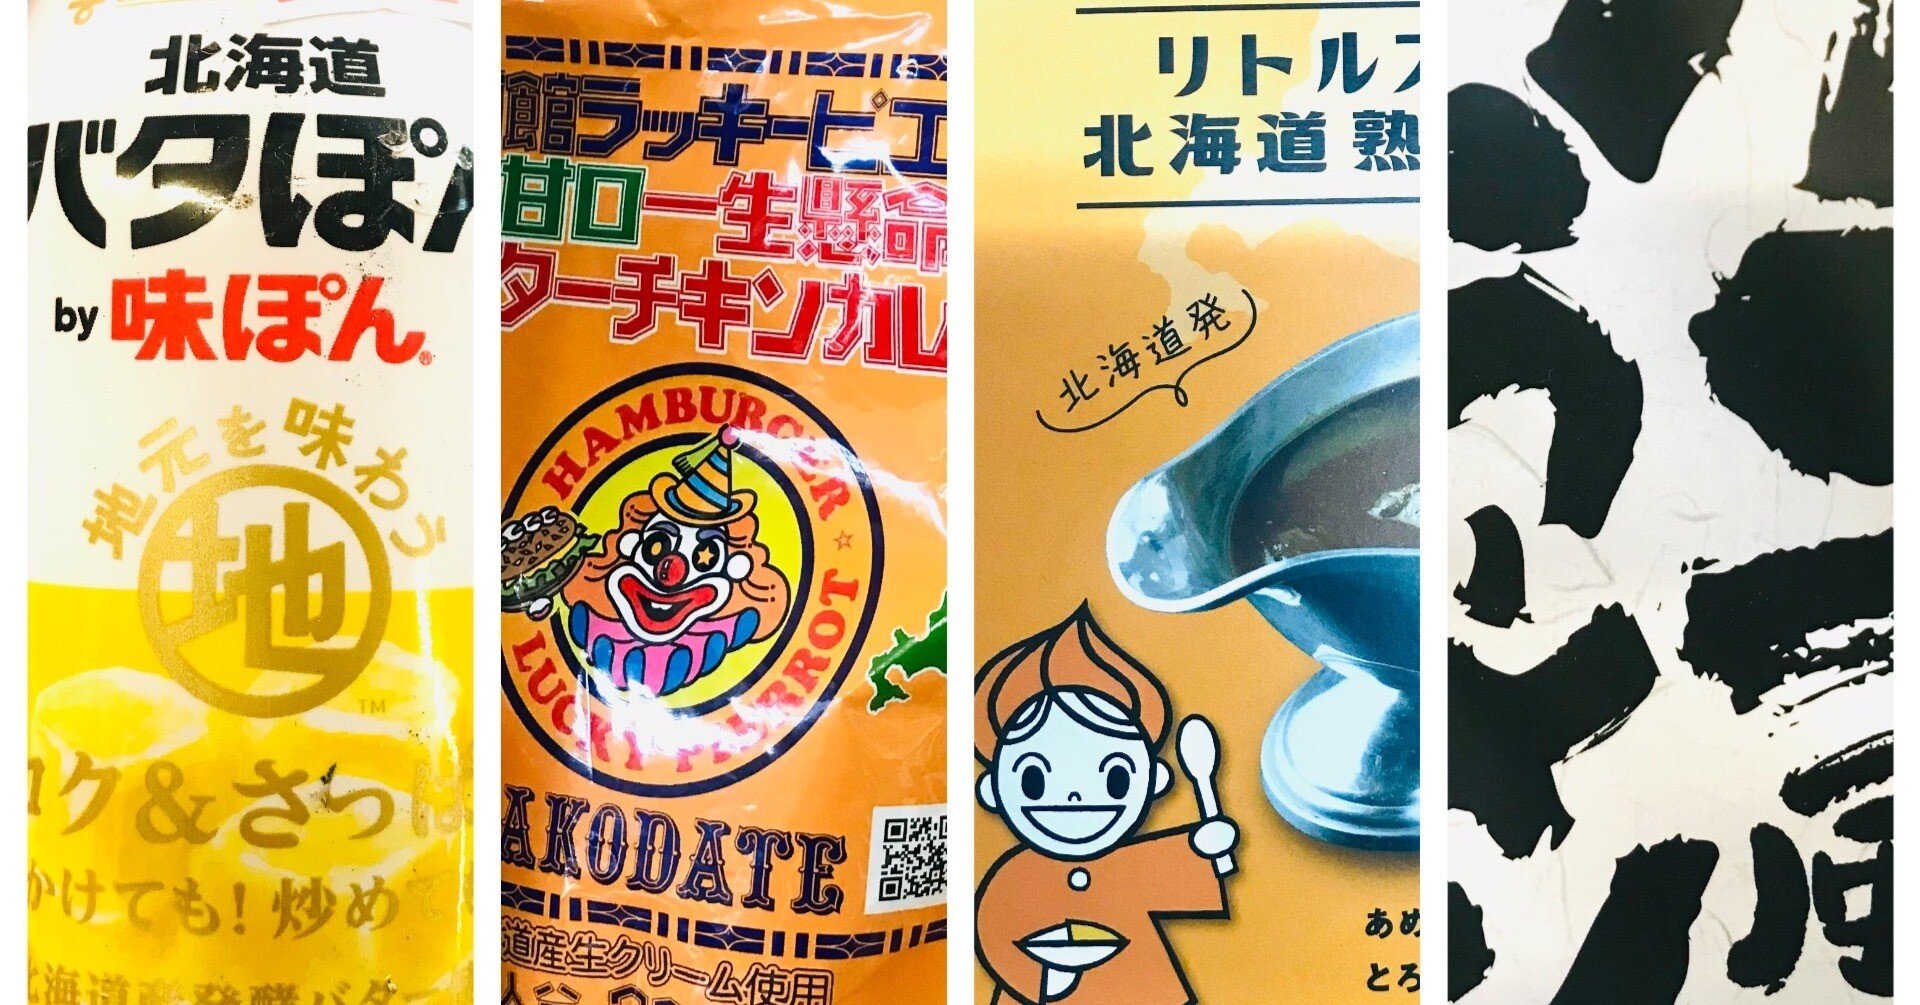 北海道
バタぽん
by 味ぽん®
地元を味わう
地
TM
コク&さっぱ
かけても!炒めて
北海道産発酵バター
館ラッキーピエ
甘口一生懸命
ターチキンカレ
HAMBURGER
LUCKY PIERROT
AKODATE
道産生クリーム使用
リトル
北海道 熟
北海道発
あめ
とろ